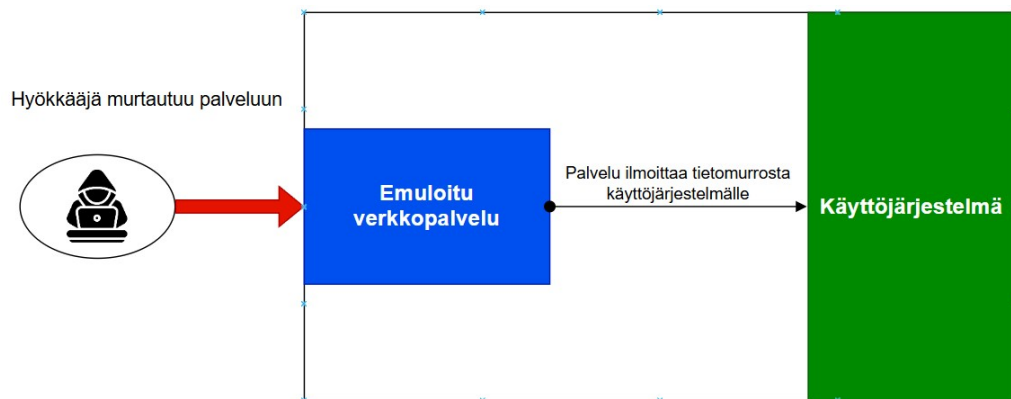 Hyökkääjä murtautuu palveluun
Emuloitu
verkkopalvelu
Palvelu ilmoittaa tietomurrosta
käyttöjärjestelmälle
Käyttöjärjestelmä